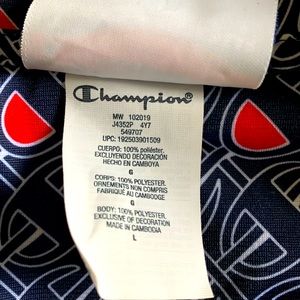 Champion®
MW 102019
J4352P 4Y7
549707
UPC: 192503901509
CUERPO: 100% POLIÉSTER.
EXCLUYENDO DECORACIÓN
HECHO EN CAMBOYA
G
CORPS: 100% POLYESTER.
ORNEMENTS NON COMPRIS
FABRIQUÉ AU CAMBODGE
G
BODY: 100% POLYESTER.
EXCLUSIVE OF DECORATION
MADE IN CAMBODIA
L